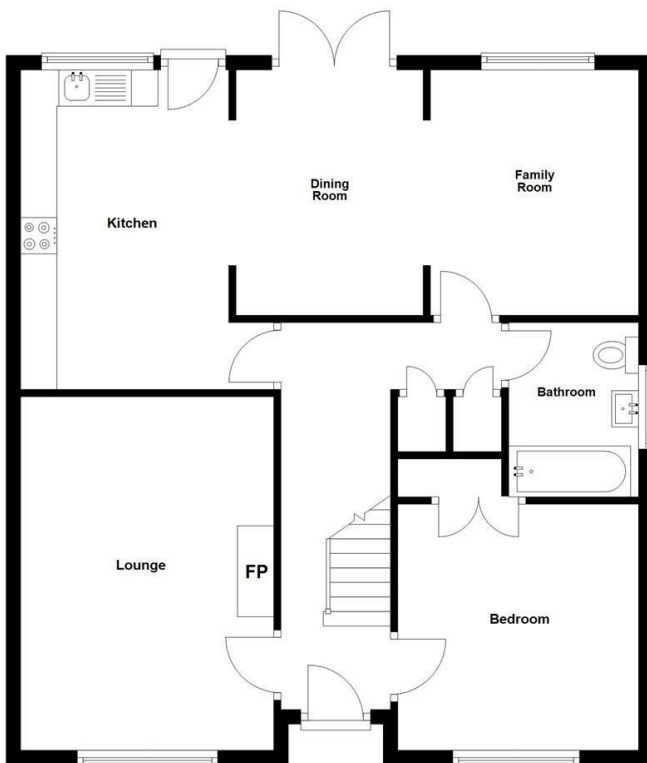 Kitchen
Dining
Room
Family
Room
Bathroom
Lounge
FP
Bedroom